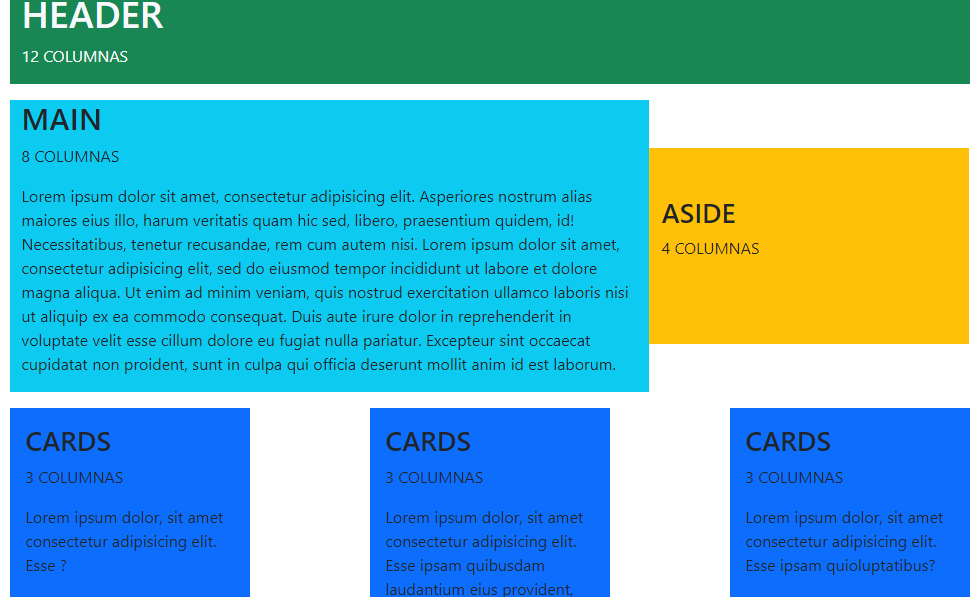 HEADER
12 COLUMNAS
MAIN
8 COLUMNAS
Lorem ipsum dolor sit amet, consectetur adipisicing elit. Asperiores nostrum alias
maiores eius illo, harum veritatis quam hic sed, libero, praesentium quidem, id!
Necessitatibus, tenetur recusandae, rem cum autem nisi. Lorem ipsum dolor sit amet,
consectetur adipisicing elit, sed do eiusmod tempor incididunt ut labore et dolore
magna aliqua. Ut enim ad minim veniam, quis nostrud exercitation ullamco laboris nisi
ut aliquip ex ea commodo consequat. Duis aute irure dolor in reprehenderit in
voluptate velit esse cillum dolore eu fugiat nulla pariatur. Excepteur sint occaecat
cupidatat non proident, sunt in culpa qui officia deserunt mollit anim id est laborum.
ASIDE
4 COLUMNAS
CARDS
3 COLUMNAS
Lorem ipsum dolor, sit amet
consectetur adipisicing elit.
Esse ?
CARDS
3 COLUMNAS
Lorem ipsum dolor, sit amet
consectetur adipisicing elit.
Esse ipsam quibusdam
laudantium eius provident,
CARDS
3 COLUMNAS
Lorem ipsum dolor, sit amet
consectetur adipisicing elit.
Esse ipsam quioluptatibus?